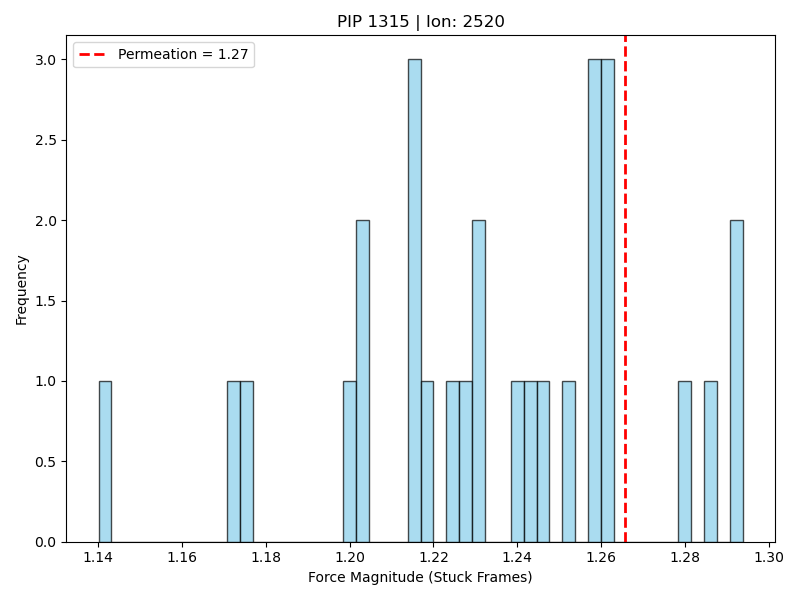 PIP 1315 | Ion: 2520
Permeation = 1.27
3.0
2.5
2.0
1.5
1.0
0.5
0.0
Frequency
1.14 1.16 1.18 1.20 1.22 1.24 1.26 1.28 1.30
Force Magnitude (Stuck Frames)